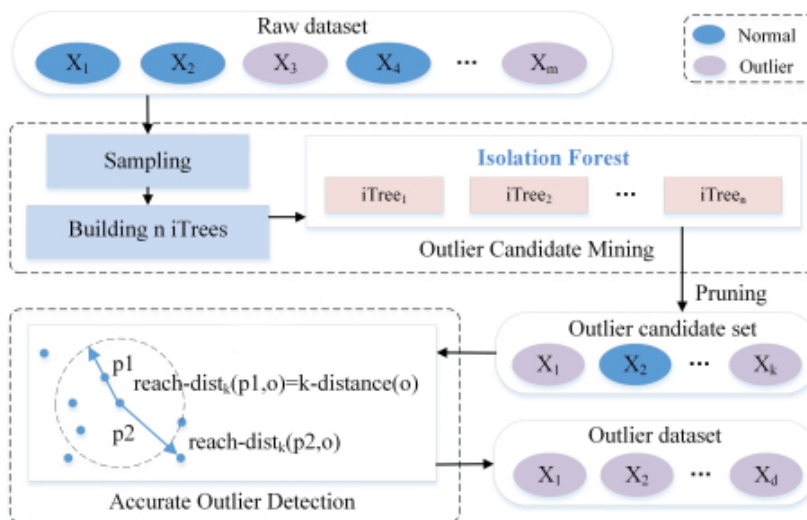 Raw dataset
X₁ X₂ X₃ X₄ ... Xₘ
Normal
Outlier
Sampling
Building n iTrees
Isolation Forest
iTree₁ iTree₂ ... iTreeₙ
Outlier Candidate Mining
Pruning
Outlier candidate set
X₁ X₂ ... Xₖ
p1
reach-distₖ(p1,o)=k-distance(o)
p2
reach-distₖ(p2,o)
Accurate Outlier Detection
Outlier dataset
X₁ X₂ ... X_d